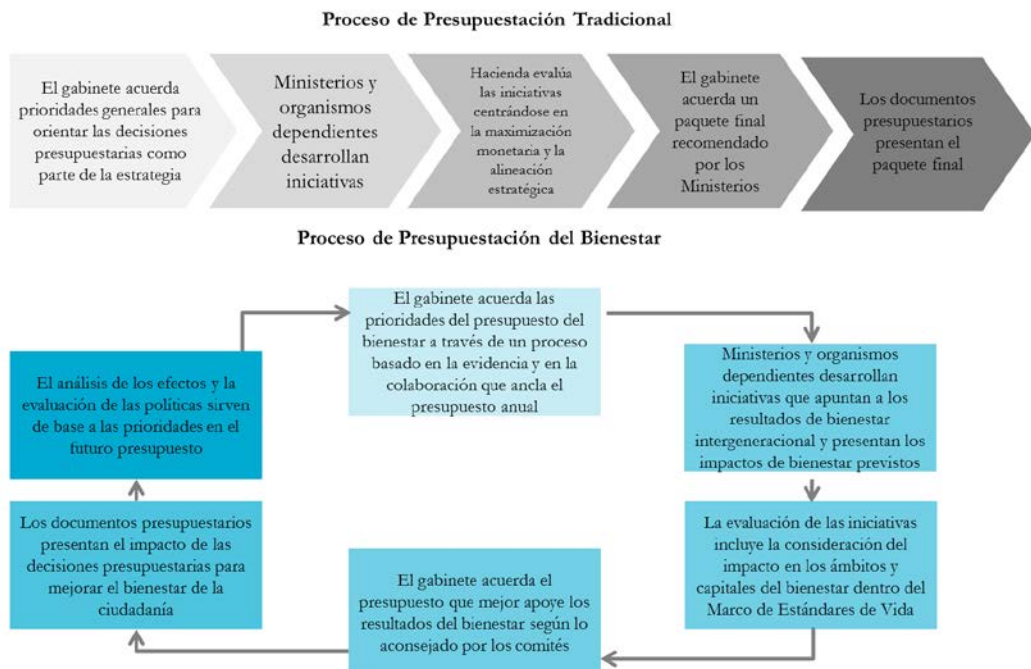 Proceso de Presupuestación Tradicional
El gabinete acuerda
prioridades generales para
orientar las decisiones
presupuestarias como
parte de la estrategia
Ministerios y
organismos
dependientes
desarrollan
iniciativas
Hacienda evalúa
las iniciativas
centrándose en
la maximización
monetaria y la
alineación
estratégica
El gabinete
acuerda un
paquete final
recomendado
por los
Ministerios
Los documentos
presupuestarios
presentan el
paquete final
Proceso de Presupuestación del Bienestar
El gabinete acuerda las
prioridades del presupuesto del
bienestar a través de un proceso
basado en la evidencia y en la
colaboración que ancla el
presupuesto anual
Ministerios y organismos
dependientes desarrollan
iniciativas que apuntan a los
resultados de bienestar
intergeneracional y presentan los
impactos de bienestar previstos
La evaluación de las iniciativas
incluye la consideración del
impacto en los ámbitos y
capitales del bienestar dentro del
Marco de Estándares de Vida
El gabinete acuerda el
presupuesto que mejor apoye los
resultados del bienestar según lo
aconsejado por los comités
Los documentos presupuestarios
presentan el impacto de las
decisiones presupuestarias para
mejorar el bienestar de la
ciudadanía
El análisis de los efectos y la
evaluación de las políticas sirven
de base a las prioridades en el
futuro presupuesto